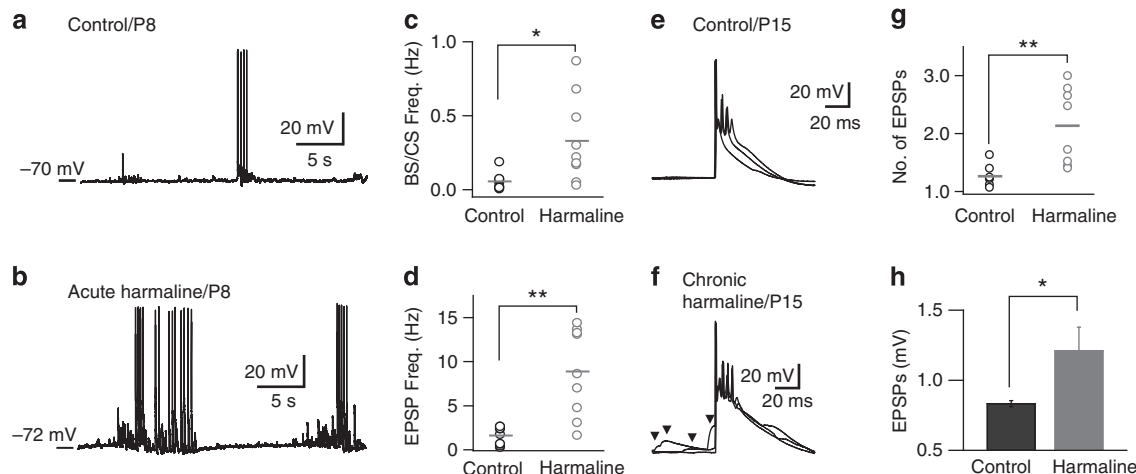 a
Control/P8
20 mV
5 s
–70 mV
b
Acute harmaline/P8
20 mV
5 s
–72 mV
c
BS/CS Freq. (Hz)
1.0
0.5
0.0
*
Control
Harmaline
d
EPSP Freq. (Hz)
15
10
5
0
**
Control
Harmaline
e
Control/P15
20 mV
20 ms
f
Chronic
harmaline/P15
20 mV
20 ms
g
No. of EPSPs
3.0
2.0
1.0
**
Control
Harmaline
h
EPSPs (mV)
1.5
1.0
0.5
*
Control
Harmaline